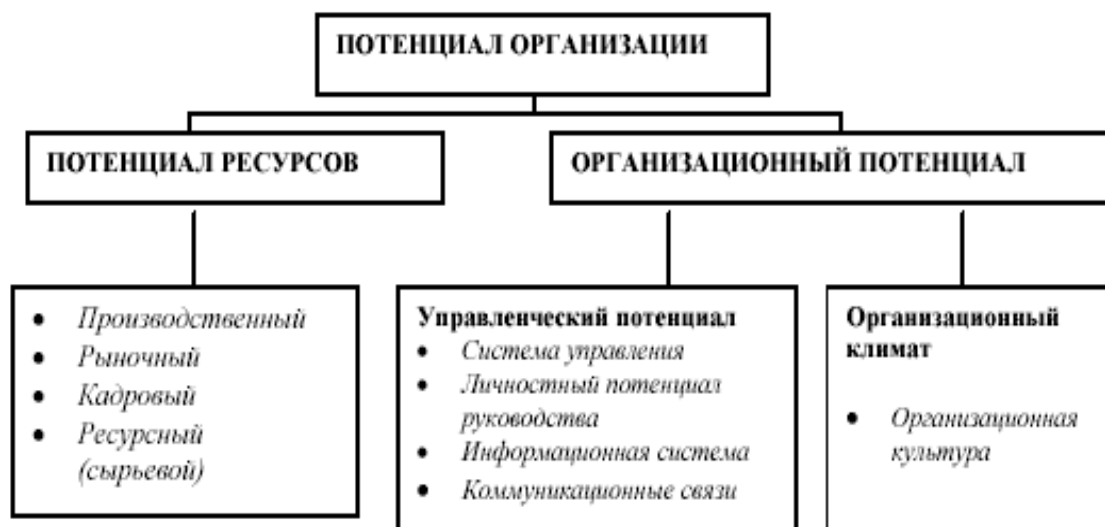 ПОТЕНЦИАЛ ОРГАНИЗАЦИИ
ПОТЕНЦИАЛ РЕСУРСОВ
ОРГАНИЗАЦИОННЫЙ ПОТЕНЦИАЛ
• Производственный
• Рыночный
• Кадровый
• Ресурсный
(сырьевой)
Управленческий потенциал
• Система управления
• Личностный потенциал
руководства
• Информационная система
• Коммуникационные связи
Организационный
климат
• Организационная
культура